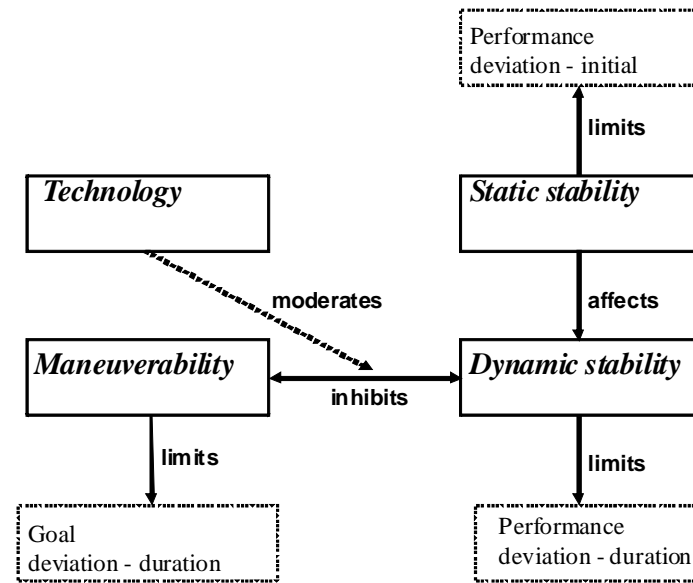 Performance
deviation - initial
limits
Technology
Static stability
moderates
affects
Maneuverability
Dynamic stability
inhibits
limits
limits
Goal
deviation - duration
Performance
deviation - duration